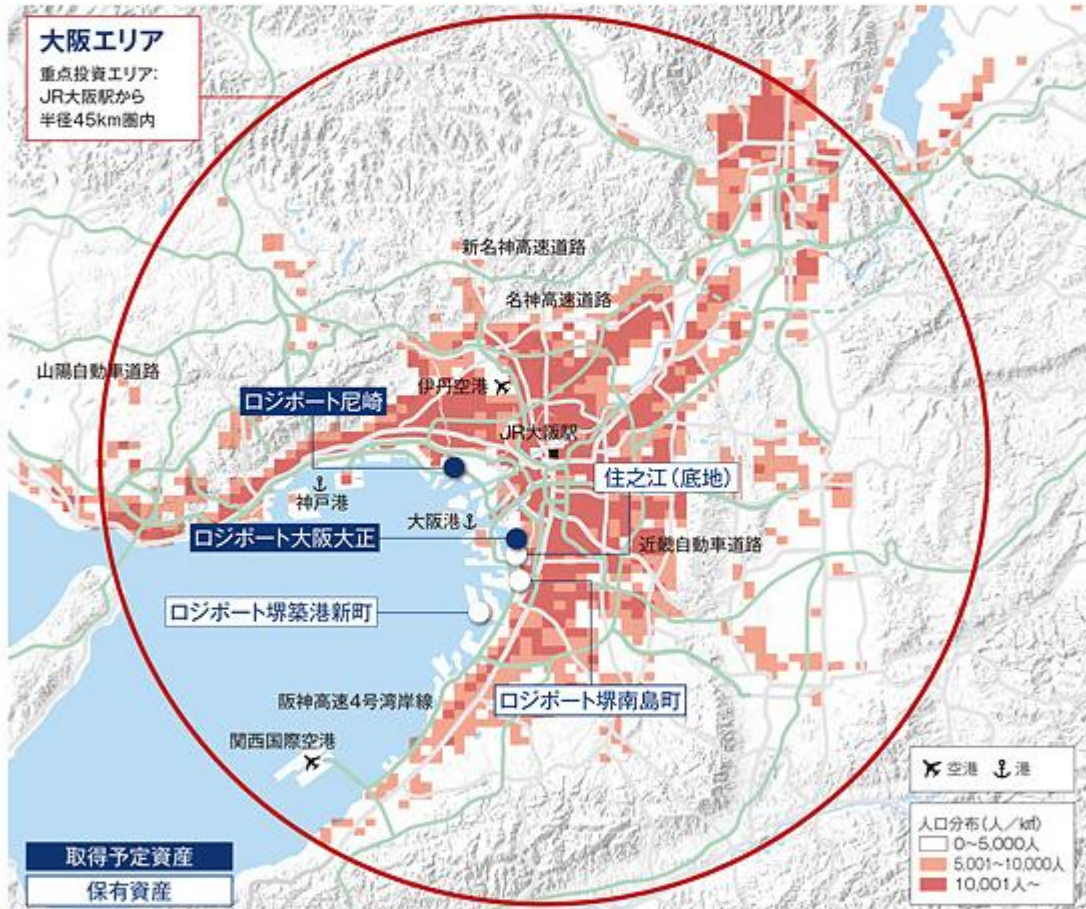 大阪エリア
重点投資エリア:
JR大阪駅から
半径45km圏内
新名神高速道路
名神高速道路
山陽自動車道路
伊丹空港
ロジポート尼崎
JR大阪駅
住之江(底地)
神戸港
大阪港
ロジポート大阪大正
近畿自動車道路
ロジポート堺築港新町
ロジポート堺南島町
阪神高速4号湾岸線
関西国際空港
空港 港
人口分布(人/㎢)
0~5,000人
5,001~10,000人
10,001人~
取得予定資産
保有資産